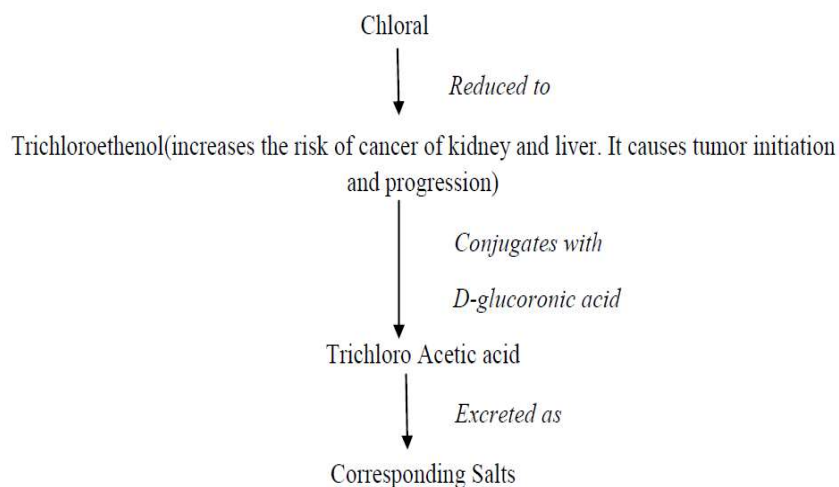 Chloral
Reduced to
Trichloroethenol(increases the risk of cancer of kidney and liver. It causes tumor initiation
and progression)
Conjugates with
D-glucoronic acid
Trichloro Acetic acid
Excreted as
Corresponding Salts